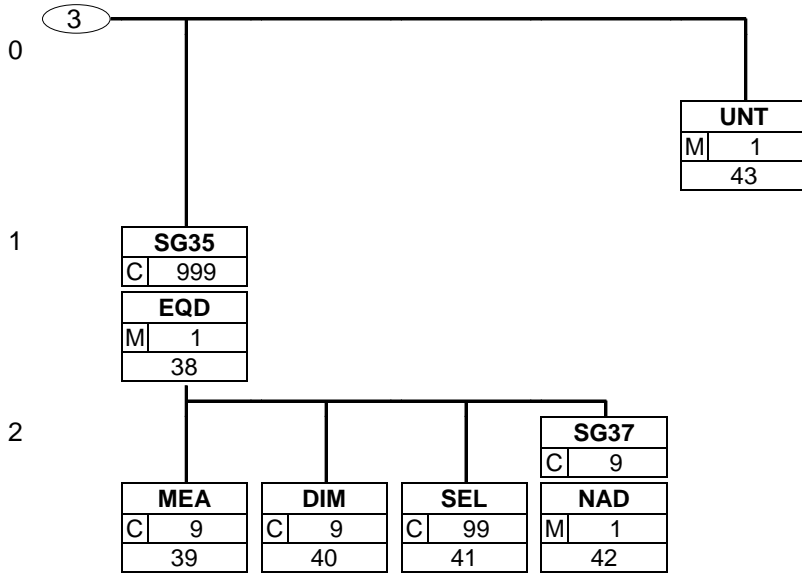 3
0
UNT
M 1
43
1
SG35
C 999
EQD
M 1
38
2
SG37
C 9
MEA DIM SEL NAD
C 9 C 9 C 99 M 1
39 40 41 42